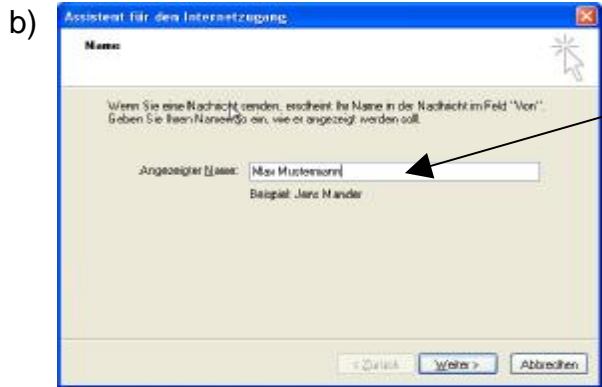 b)
Assistent für den Internetzugang
Name
Wenn Sie eine Nachricht senden, erscheint Ihr Name in der Nachricht im Feld "Von".
Geben Sie Ihren Namen so ein, wie er angezeigt werden soll.
Angezeigter Name: Max Mustermann
Beispiel: Jens Mander
< Zurück Weiter > Abbrechen